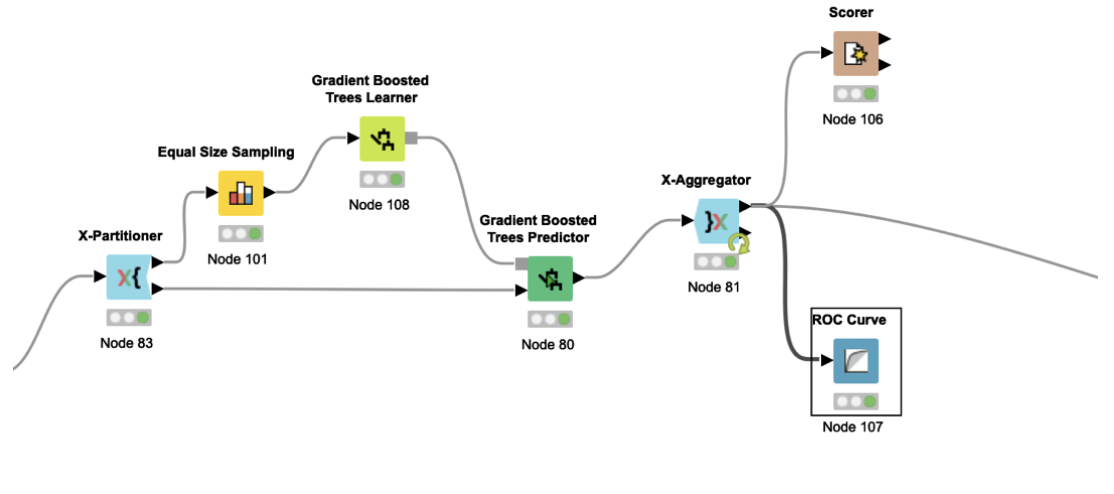 Scorer
Node 106
Gradient Boosted
Trees Learner
Node 108
Equal Size Sampling
Node 101
X-Aggregator
Node 81
Gradient Boosted
Trees Predictor
Node 80
X-Partitioner
Node 83
ROC Curve
Node 107